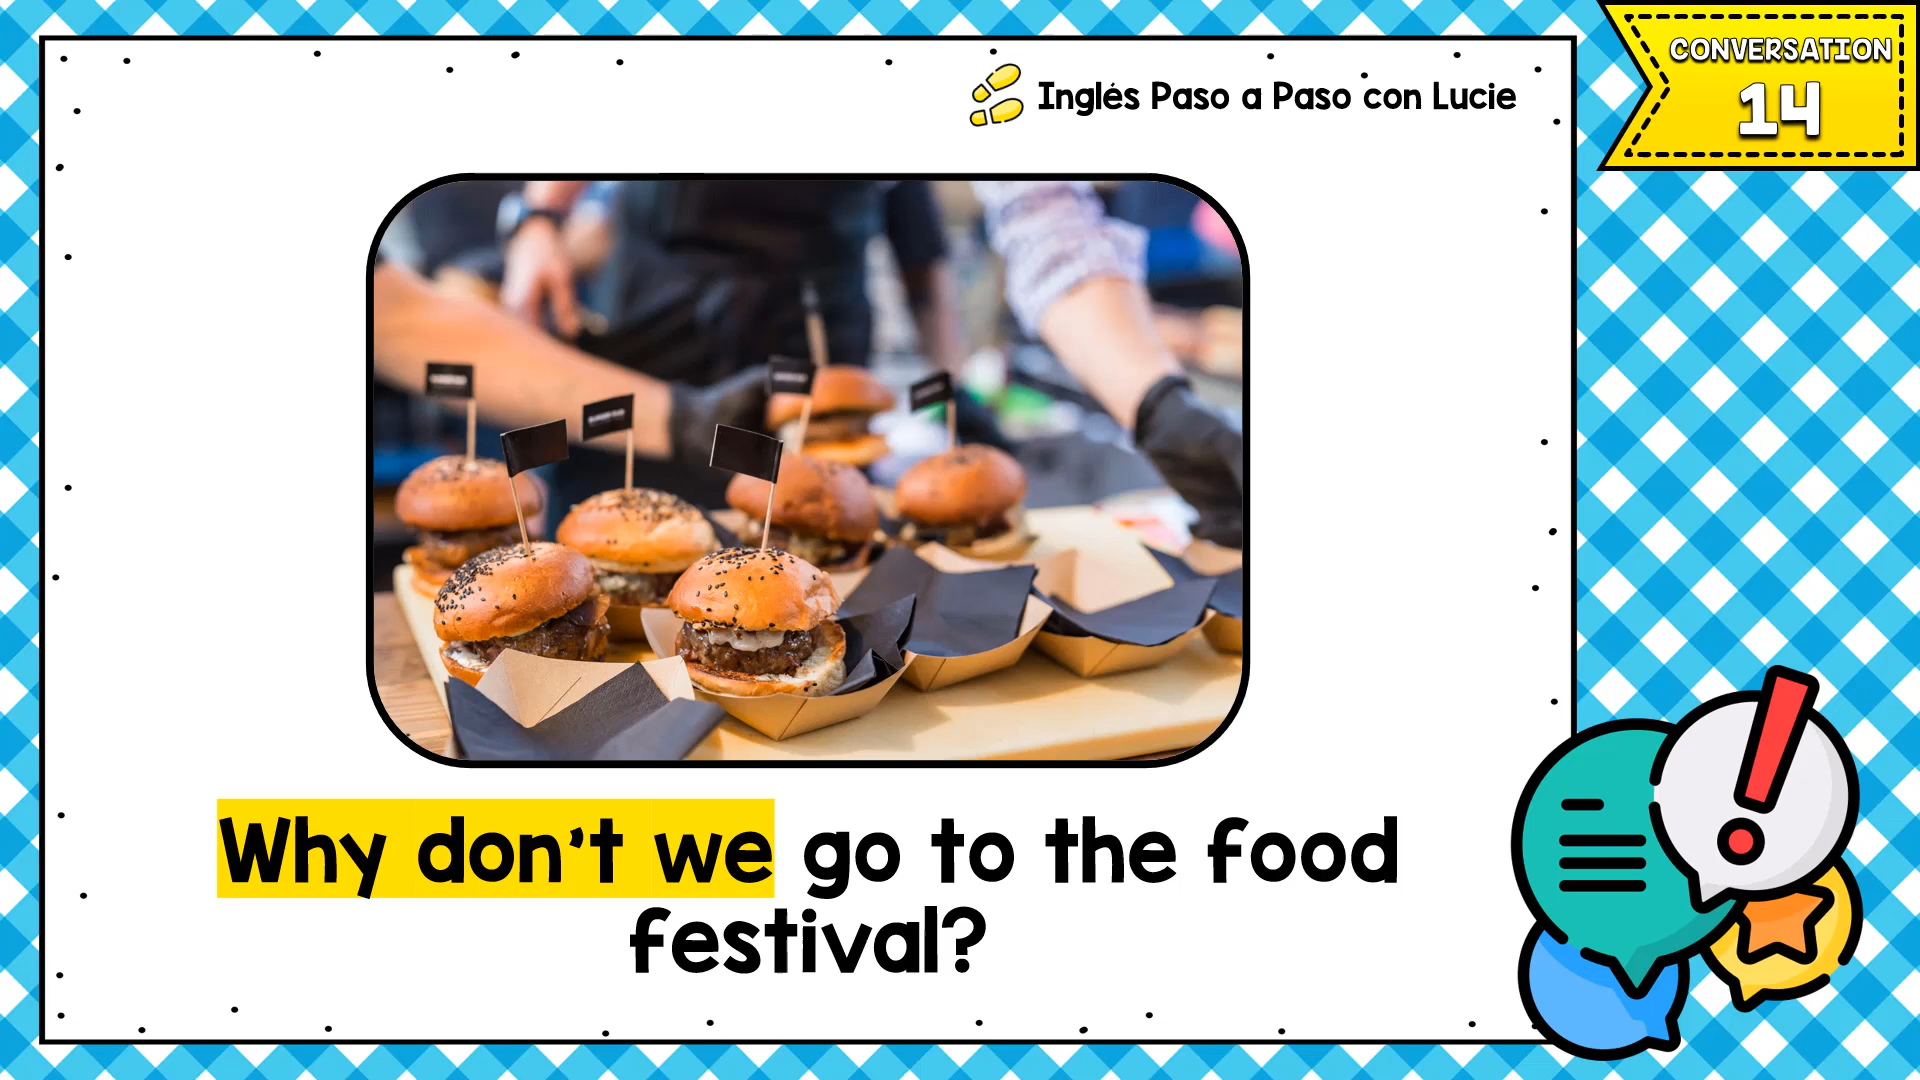 CONVERSATION
14
Inglés Paso a Paso con Lucie
Why don't we go to the food
festival?